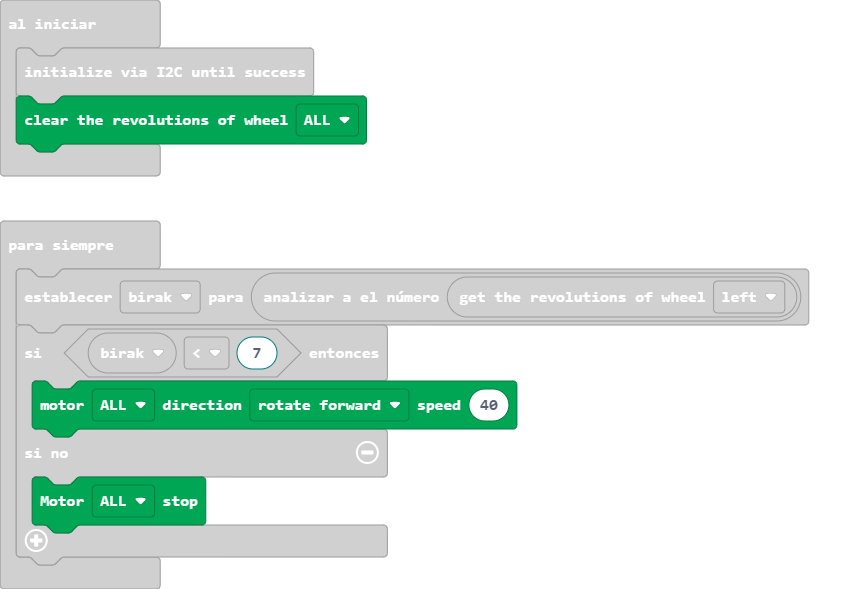 al iniciar
initialize via I2C until success
clear the revolutions of wheel ALL
para siempre
establecer birak para analizar a el número get the revolutions of wheel left
si birak < 7 entonces
motor ALL direction rotate forward speed 40
si no
Motor ALL stop